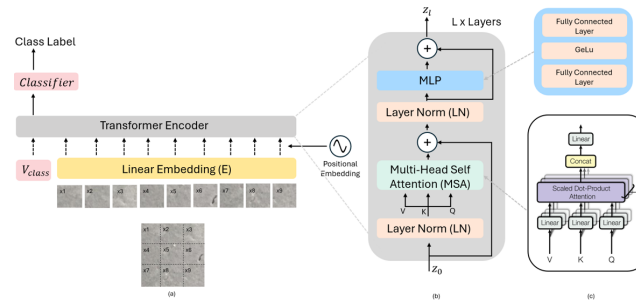 Class Label
Classifier
Transformer Encoder
V_class
Linear Embedding (E)
Positional
Embedding
x1 x2 x3 x4 x5 x6 x7 x8 x9
x1 x2 x3
x4 x5 x6
x7 x8 x9
(a)
z_l
L x Layers
+
MLP
Layer Norm (LN)
+
Multi-Head Self
Attention (MSA)
V K Q
Layer Norm (LN)
z_0
(b)
Fully Connected
Layer
GeLu
Fully Connected
Layer
Linear
Concat
Scaled Dot-Product
Attention
Linear Linear Linear
V K Q
(c)